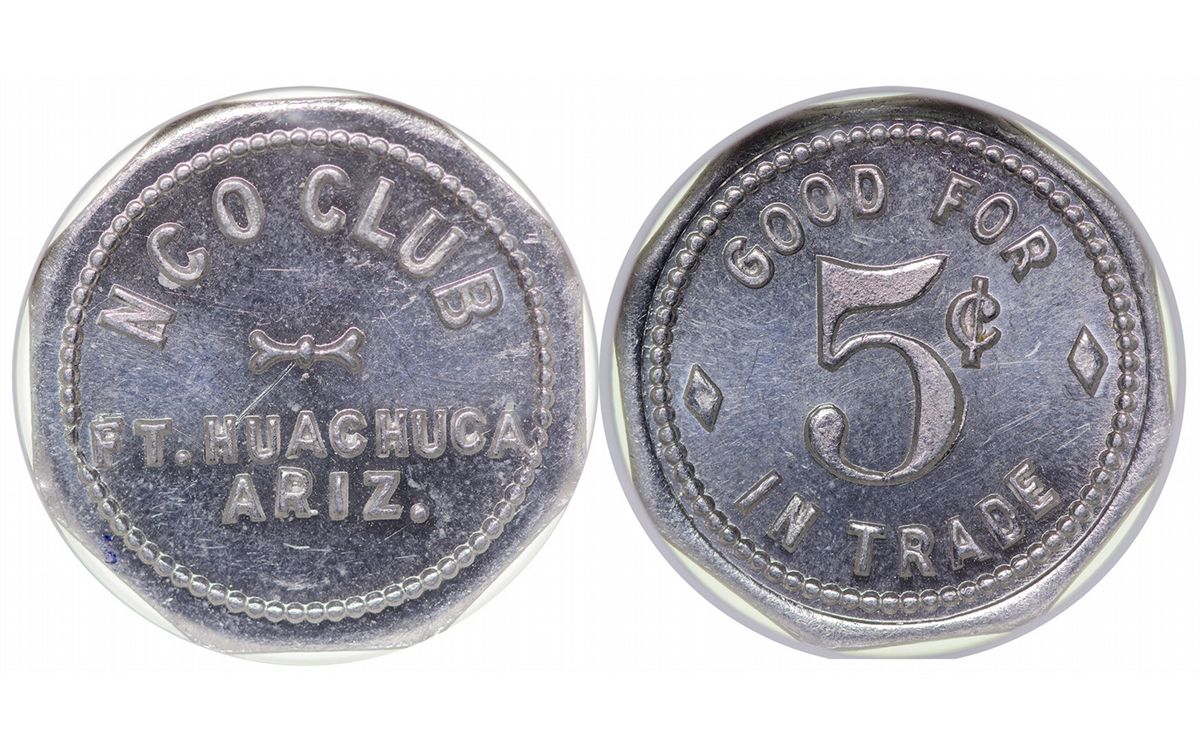 NCO CLUB
FT. HUACHUCA
ARIZ.
GOOD FOR
5¢
IN TRADE